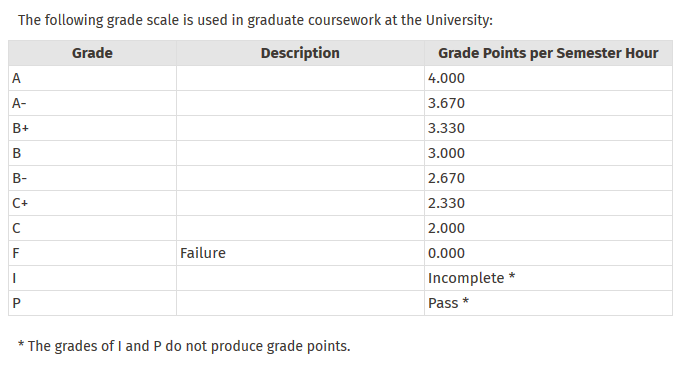 The following grade scale is used in graduate coursework at the University:
Grade Description Grade Points per Semester Hour
A 4.000
A- 3.670
B+ 3.330
B 3.000
B- 2.670
C+ 2.330
C 2.000
F Failure 0.000
I Incomplete *
P Pass *
* The grades of I and P do not produce grade points.